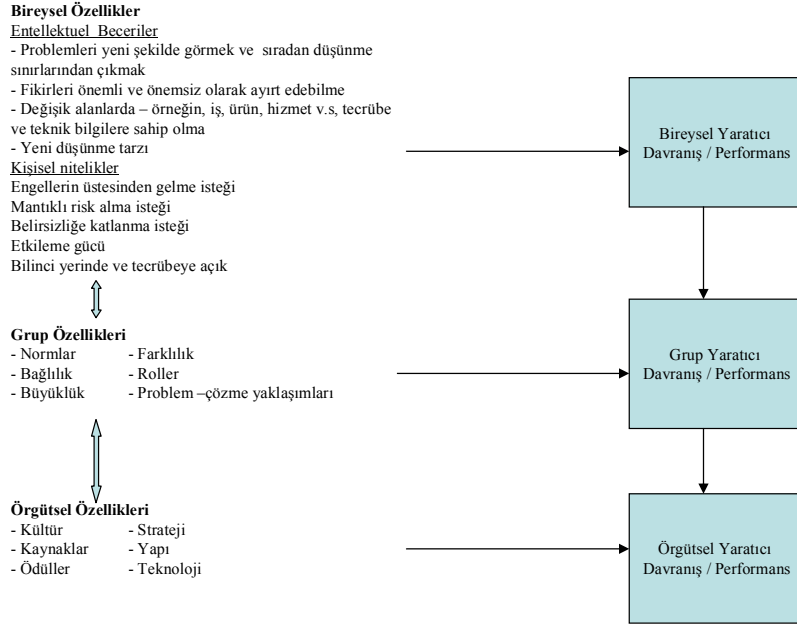 Bireysel Özellikler
Entellektuel Beceriler
- Problemleri yeni şekilde görmek ve sıradan düşünme
sınırlarından çıkmak
- Fikirleri önemli ve önemsiz olarak ayırt edebilme
- Değişik alanlarda – örneğin, iş, ürün, hizmet v.s, tecrübe
ve teknik bilgilere sahip olma
- Yeni düşünme tarzı
Kişisel nitelikler
Engellerin üstesinden gelme isteği
Mantıklı risk alma isteği
Belirsizliğe katlanma isteği
Etkileme gücü
Bilinci yerinde ve tecrübeye açık
Bireysel Yaratıcı
Davranış / Performans
Grup Özellikleri
- Normlar - Farklılık
- Bağlılık - Roller
- Büyüklük - Problem –çözme yaklaşımları
Grup Yaratıcı
Davranış / Performans
Örgütsel Özellikleri
- Kültür - Strateji
- Kaynaklar - Yapı
- Ödüller - Teknoloji
Örgütsel Yaratıcı
Davranış / Performans